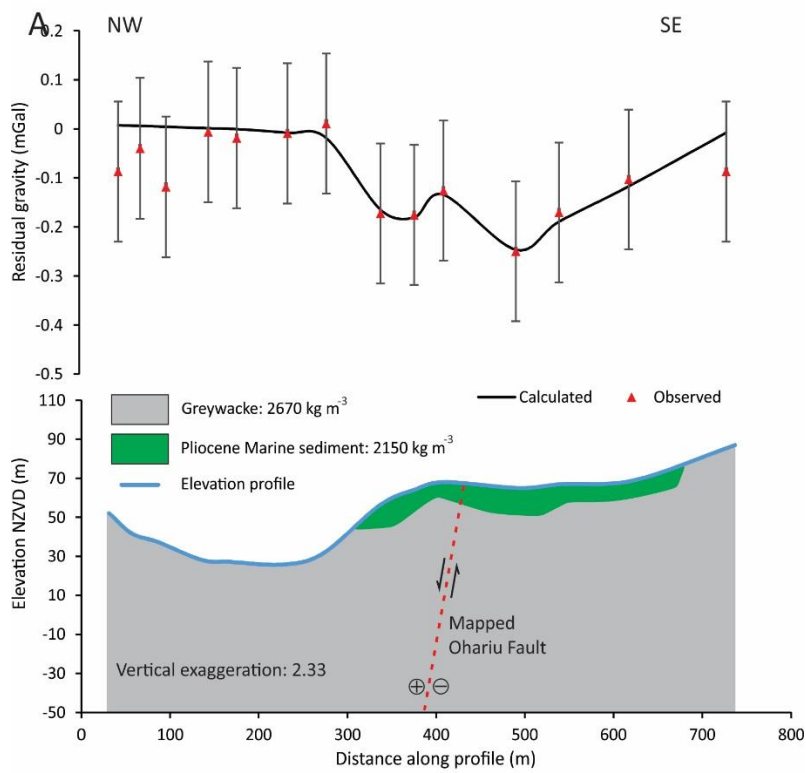 A
NW
SE
0.2
0.1
0
-0.1
-0.2
-0.3
-0.4
-0.5
Residual gravity (mGal)
Greywacke: 2670 kg m⁻³
Calculated
Observed
Pliocene Marine sediment: 2150 kg m⁻³
Elevation profile
110
90
70
50
30
10
-10
-30
-50
Elevation NZVD (m)
Mapped
Ohariu Fault
Vertical exaggeration: 2.33
0
100
200
300
400
500
600
700
800
Distance along profile (m)